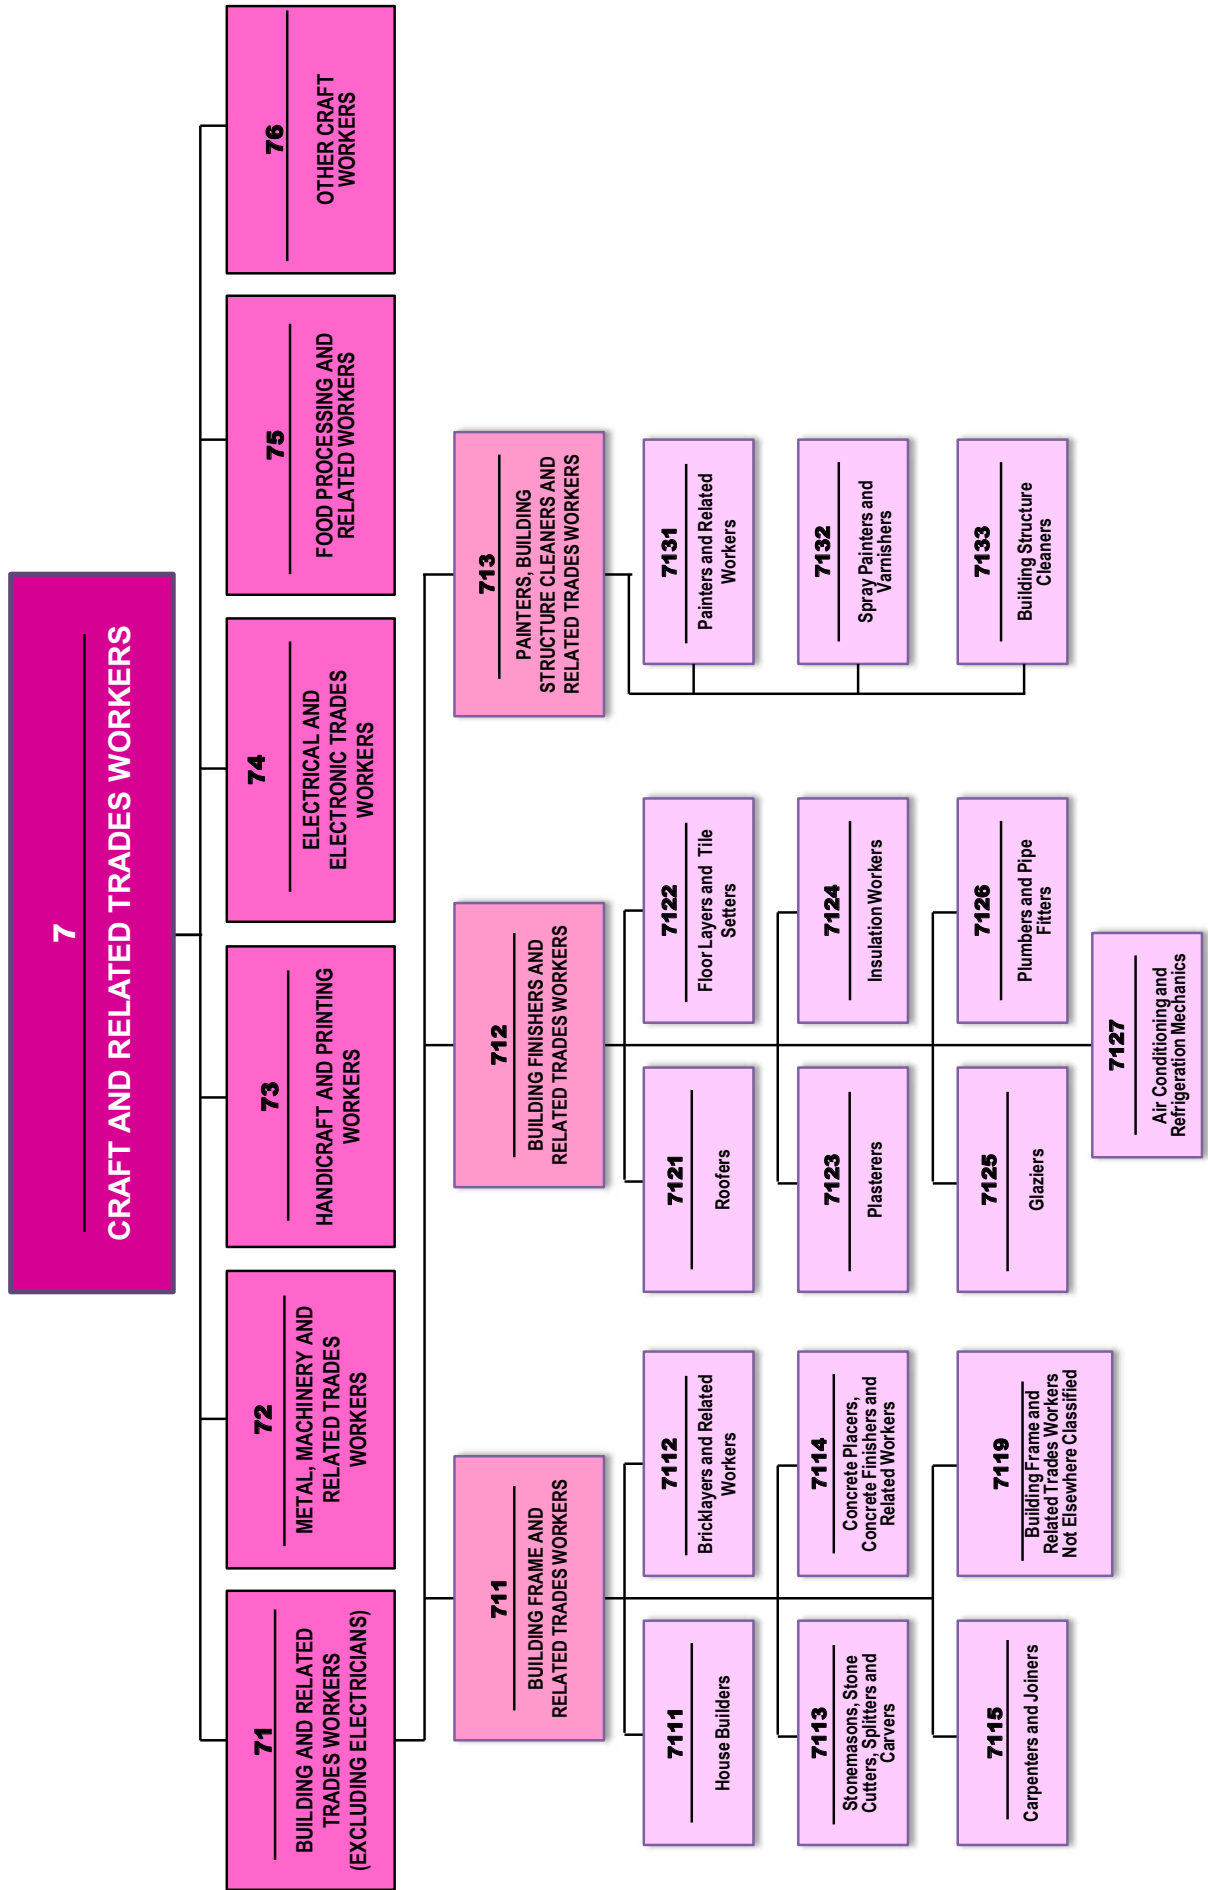 7
CRAFT AND RELATED TRADES WORKERS
71
BUILDING AND RELATED
TRADES WORKERS
(EXCLUDING ELECTRICIANS)
72
METAL, MACHINERY AND
RELATED TRADES
WORKERS
73
HANDICRAFT AND PRINTING
WORKERS
74
ELECTRICAL AND
ELECTRONIC TRADES
WORKERS
75
FOOD PROCESSING AND
RELATED WORKERS
76
OTHER CRAFT
WORKERS
711
BUILDING FRAME AND
RELATED TRADES WORKERS
712
BUILDING FINISHERS AND
RELATED TRADES WORKERS
713
PAINTERS, BUILDING
STRUCTURE CLEANERS AND
RELATED TRADES WORKERS
7111
House Builders
7112
Bricklayers and Related
Workers
7121
Roofers
7122
Floor Layers and Tile
Setters
7131
Painters and Related
Workers
7113
Stonemasons, Stone
Cutters, Splitters and
Carvers
7114
Concrete Placers,
Concrete Finishers and
Related Workers
7123
Plasterers
7124
Insulation Workers
7132
Spray Painters and
Varnishers
7115
Carpenters and Joiners
7119
Building Frame and
Related Trades Workers
Not Elsewhere Classified
7125
Glaziers
7126
Plumbers and Pipe
Fitters
7133
Building Structure
Cleaners
7127
Air Conditioning and
Refrigeration Mechanics